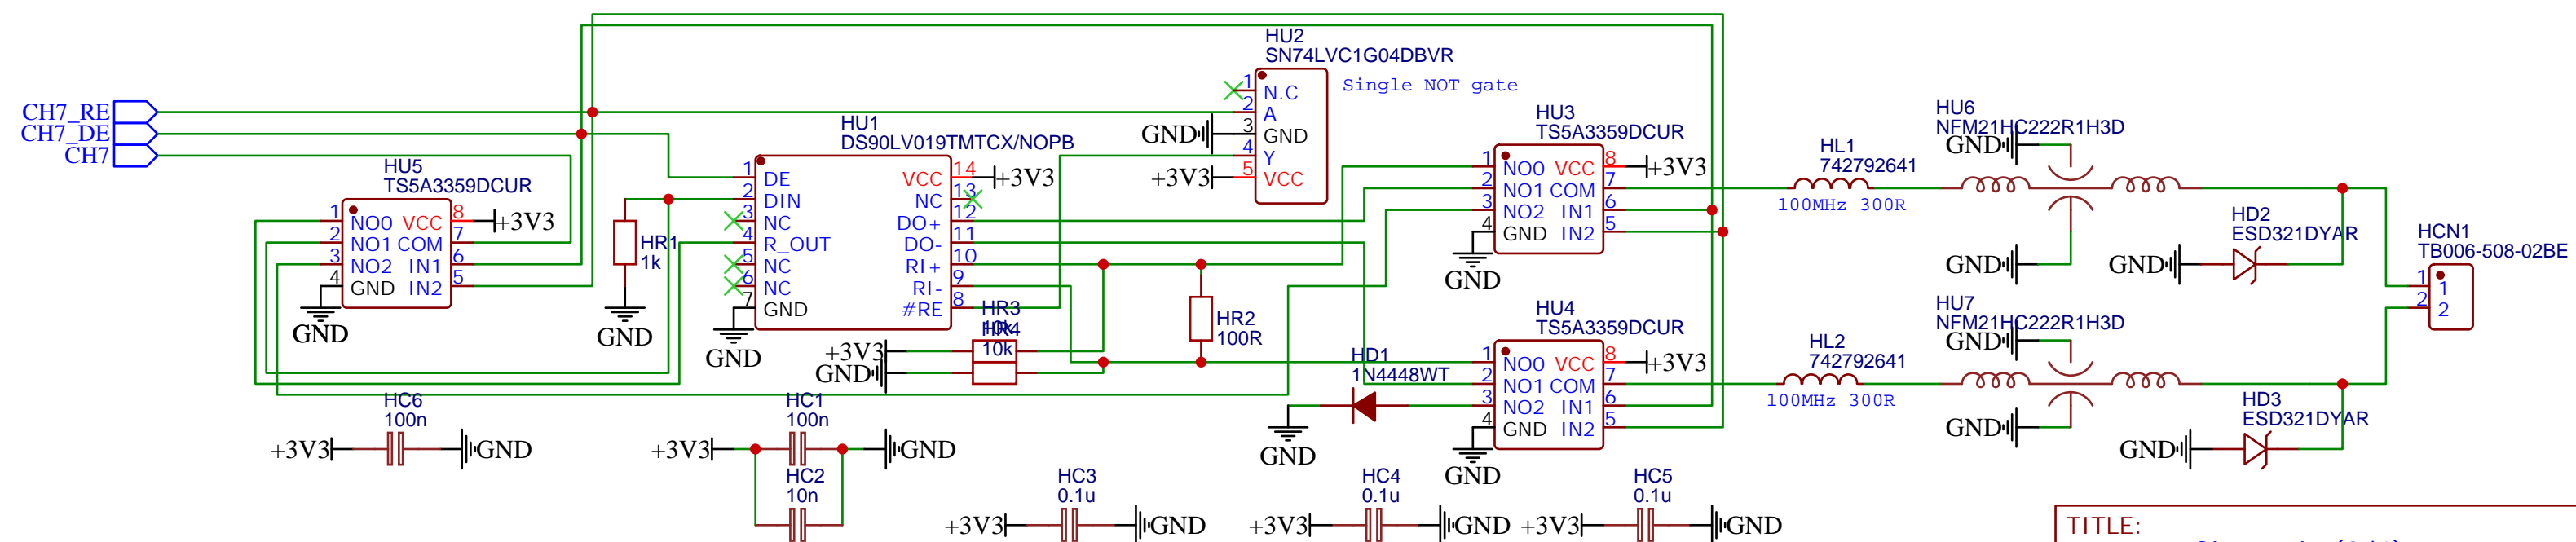 CH7_RE
CH7_DE
CH7
HU5
TS5A3359DCUR
1 NO0 VCC 8 +3V3
2 NO1 COM 7
3 NO2 IN1 6
4 GND IN2 5
GND
HR1
1k
GND
HU1
DS90LV019TMTCX/NOPB
1 DE VCC 14 +3V3
2 DIN NC 13
3 NC DO+ 12
4 R_OUT DO- 11
5 NC RI+ 10
6 NC RI- 9
7 GND #RE 8
GND
HU2
SN74LVC1G04DBVR
Single NOT gate
1 N.C
2 A
GND 3 GND
4 Y
+3V3 5 VCC
HR3
10k
HR4
10k
+3V3
GND
HR2
100R
HU3
TS5A3359DCUR
1 NO0 VCC 8 +3V3
2 NO1 COM 7
3 NO2 IN1 6
4 GND IN2 5
GND
HU4
TS5A3359DCUR
1 NO0 VCC 8 +3V3
2 NO1 COM 7
3 NO2 IN1 6
4 GND IN2 5
GND
HD1
1N4448WT
GND
HL1
742792641
100MHz 300R
HL2
742792641
100MHz 300R
HU6
NFM21HC222R1H3D
GND
GND
HU7
NFM21HC222R1H3D
GND
GND
HD2
ESD321DYAR
GND
HD3
ESD321DYAR
GND
HCN1
TB006-508-02BE
1 1
2 2
HC6
100n
+3V3 GND
HC1
100n
+3V3 GND
HC2
10n
HC3
0.1u
+3V3 GND
HC4
0.1u
+3V3 GND
HC5
0.1u
+3V3 GND
TITLE: